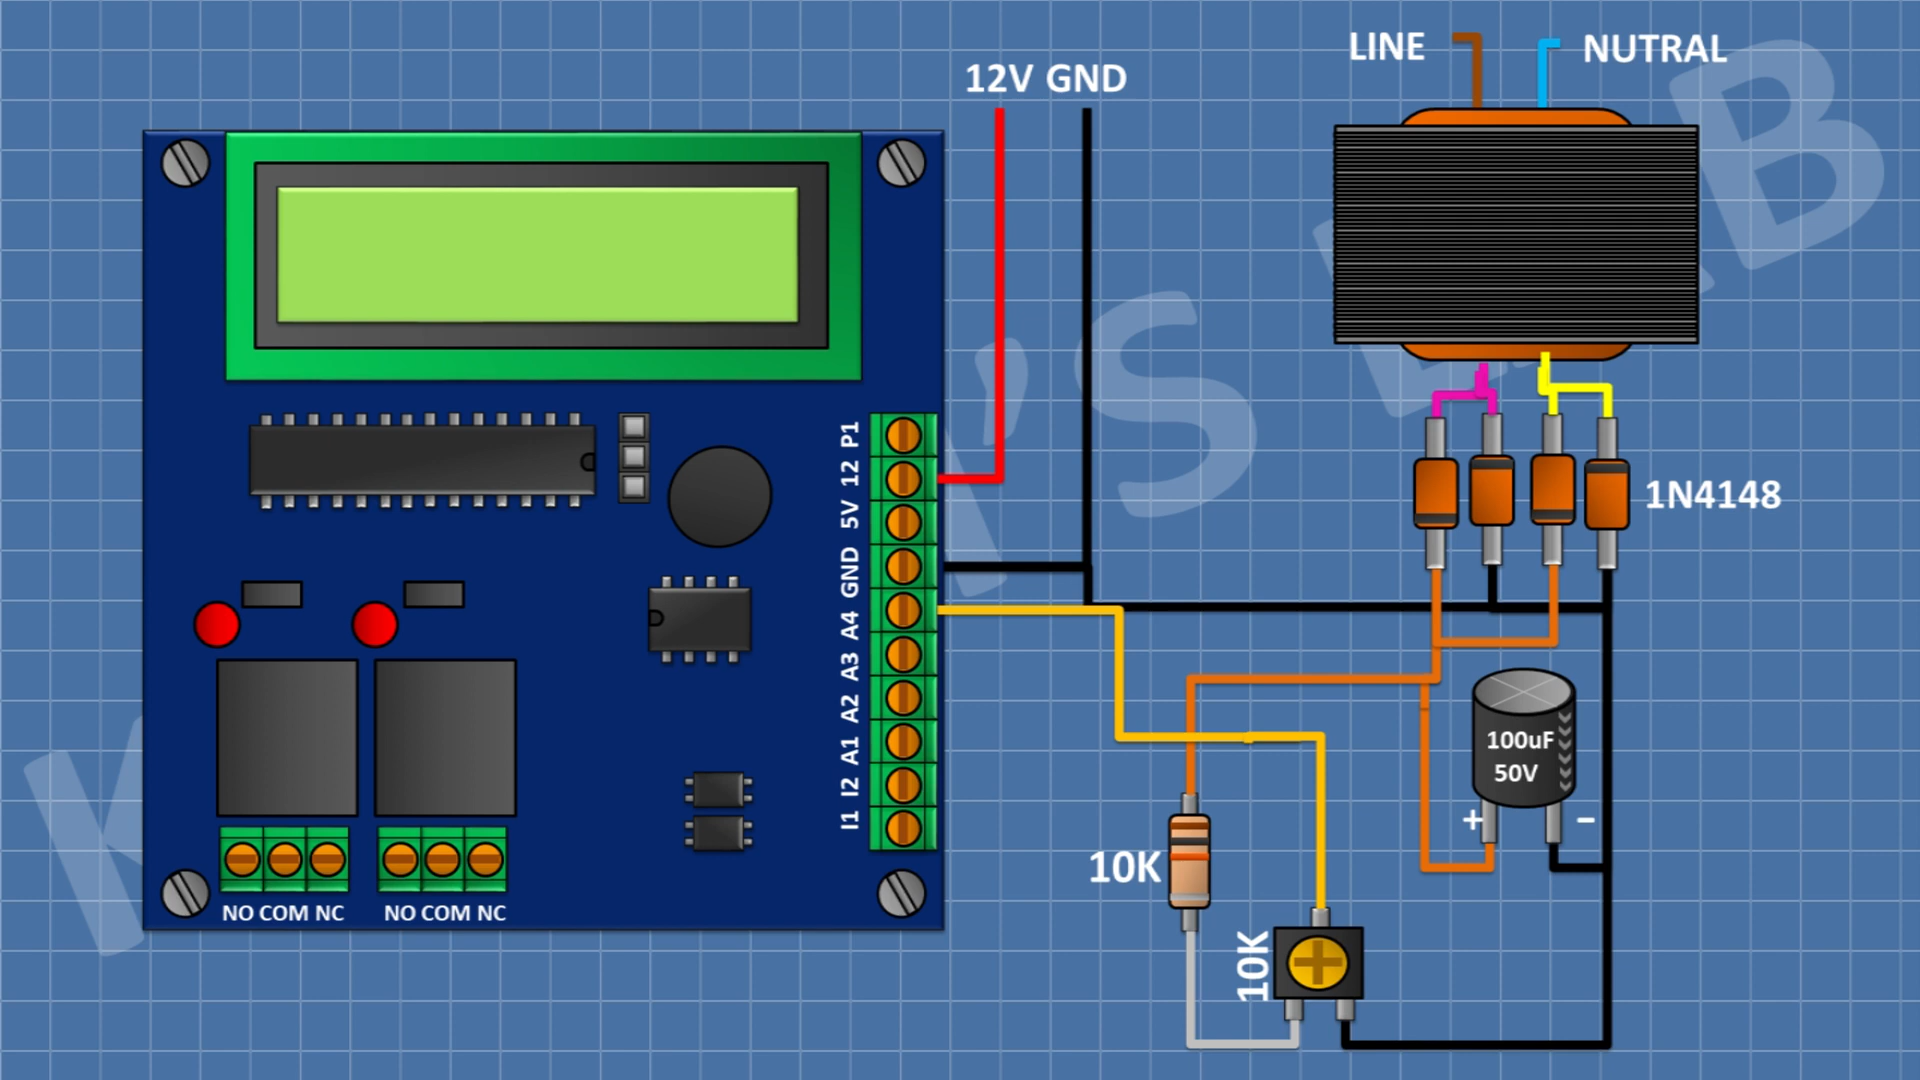 LINE
NUTRAL
12V GND
P1
12
5V
GND
A4
A3
A2
A1
I2
I1
1N4148
100uF
50V
+
−
10K
10K
NO COM NC
NO COM NC
'S